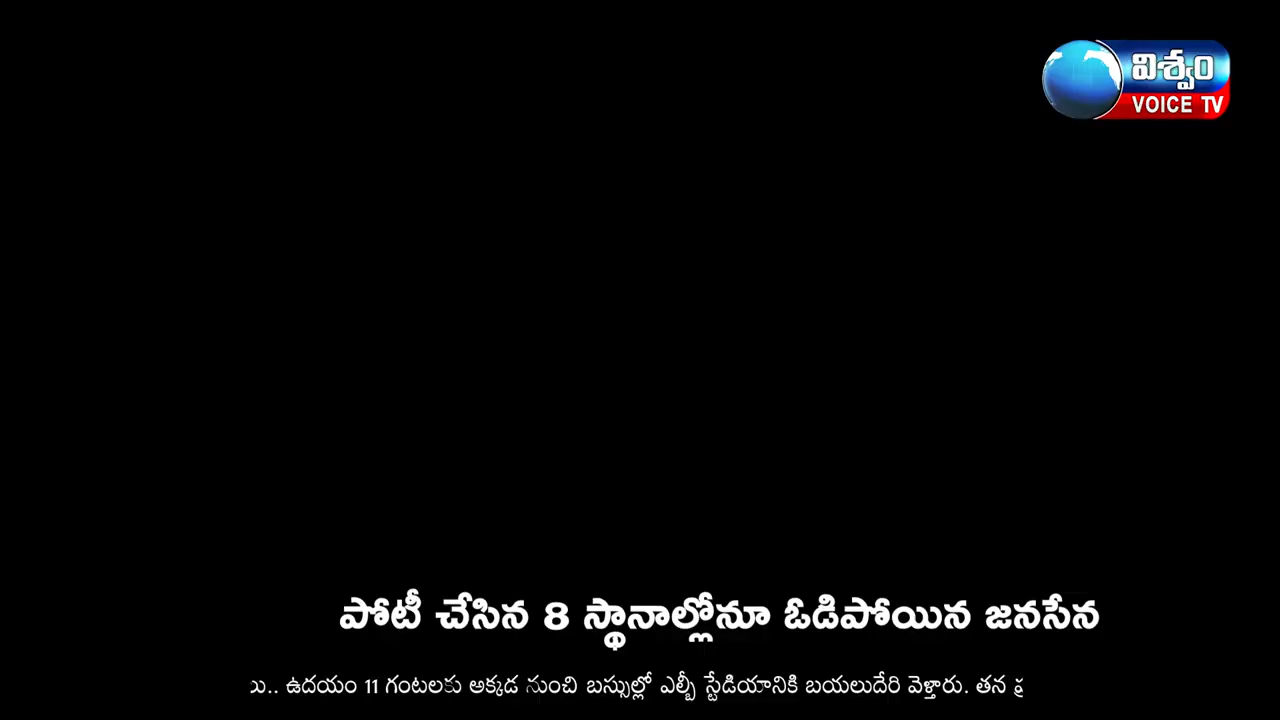 విశ్వం
VOICE TV
పోటీ చేసిన 8 స్థానాల్లోనూ ఓడిపోయిన జనసేన
.. ఉదయం 11 గంటలకు అక్కడ నుంచి బస్సుల్లో ఎల్బీ స్టేడియానికి బయలుదేరి వెళ్తారు. తన